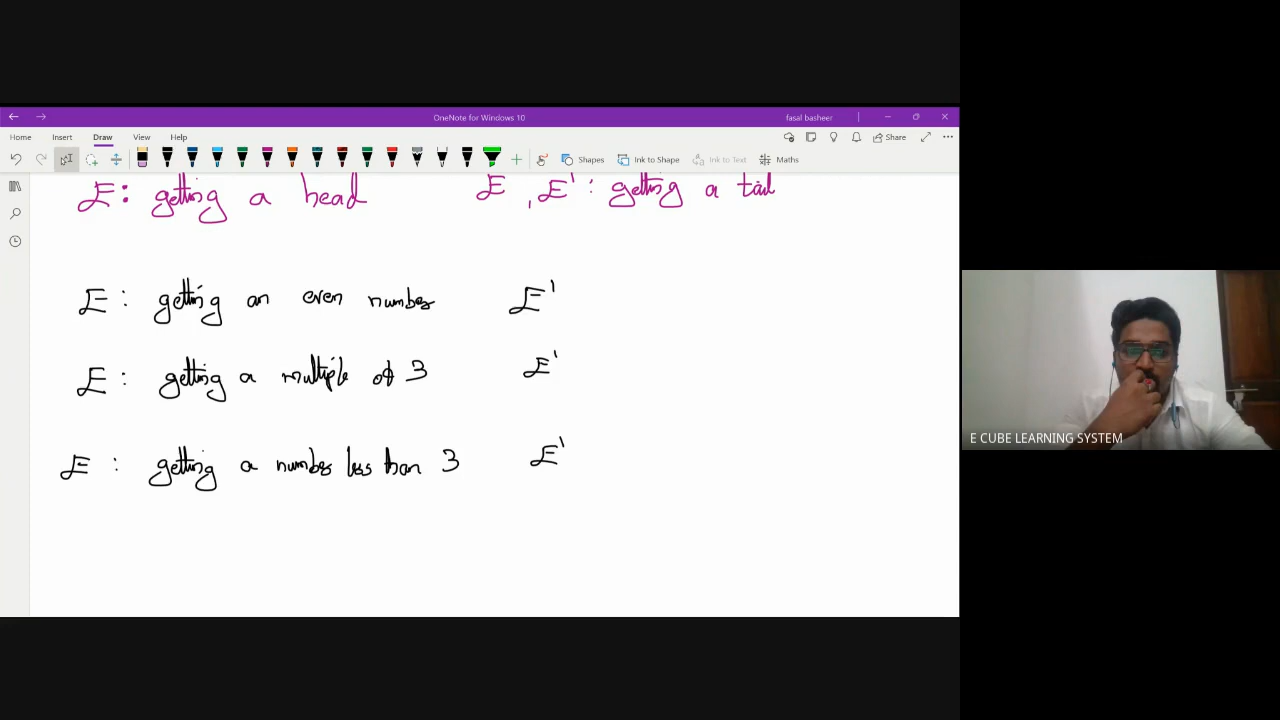 OneNote for Windows 10
fasal basheer
Home Insert Draw View Help
Share
Shapes Ink to Shape Ink to Text Maths
E: getting a head E, E': getting a tail
E : getting an even number E'
E : getting a multiple of 3 E'
E : getting a number less than 3 E'
E CUBE LEARNING SYSTEM